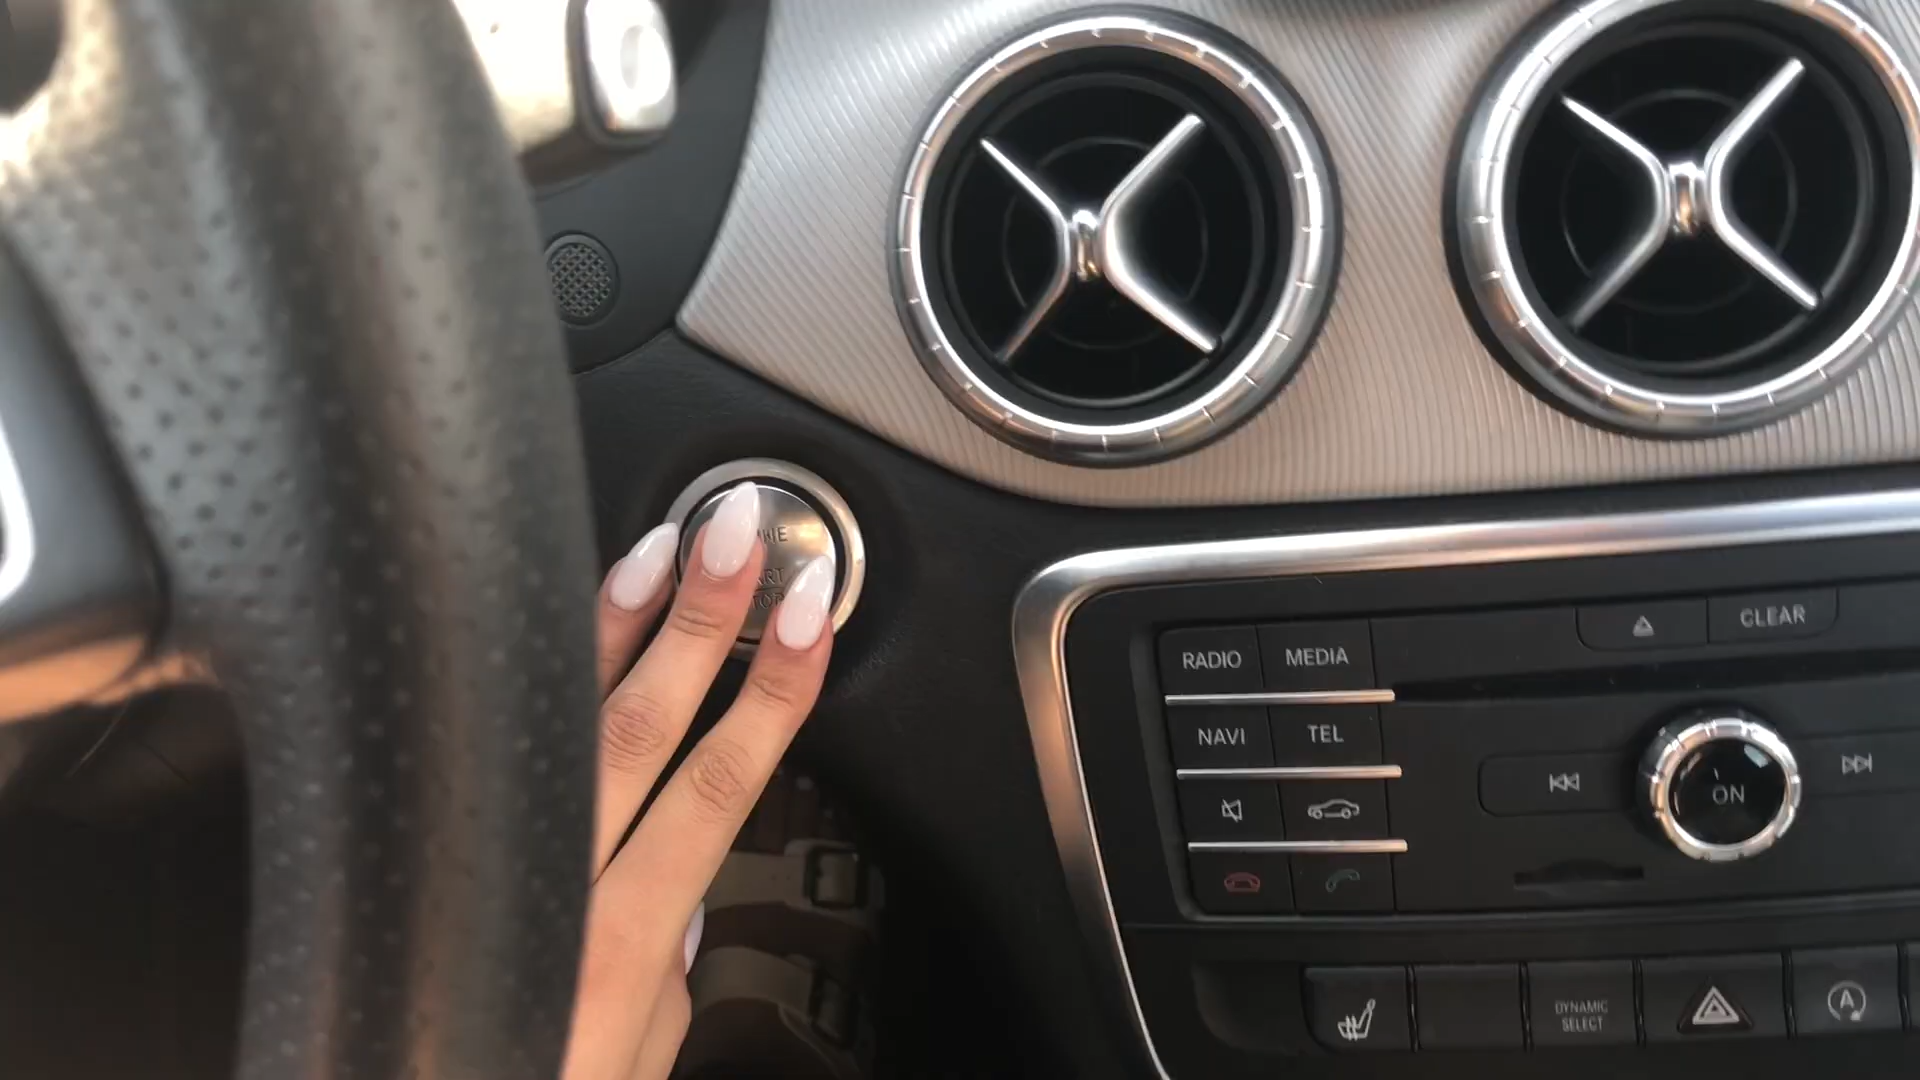 RADIO MEDIA
CLEAR
NAVI TEL
ON
DYNAMIC
SELECT
A